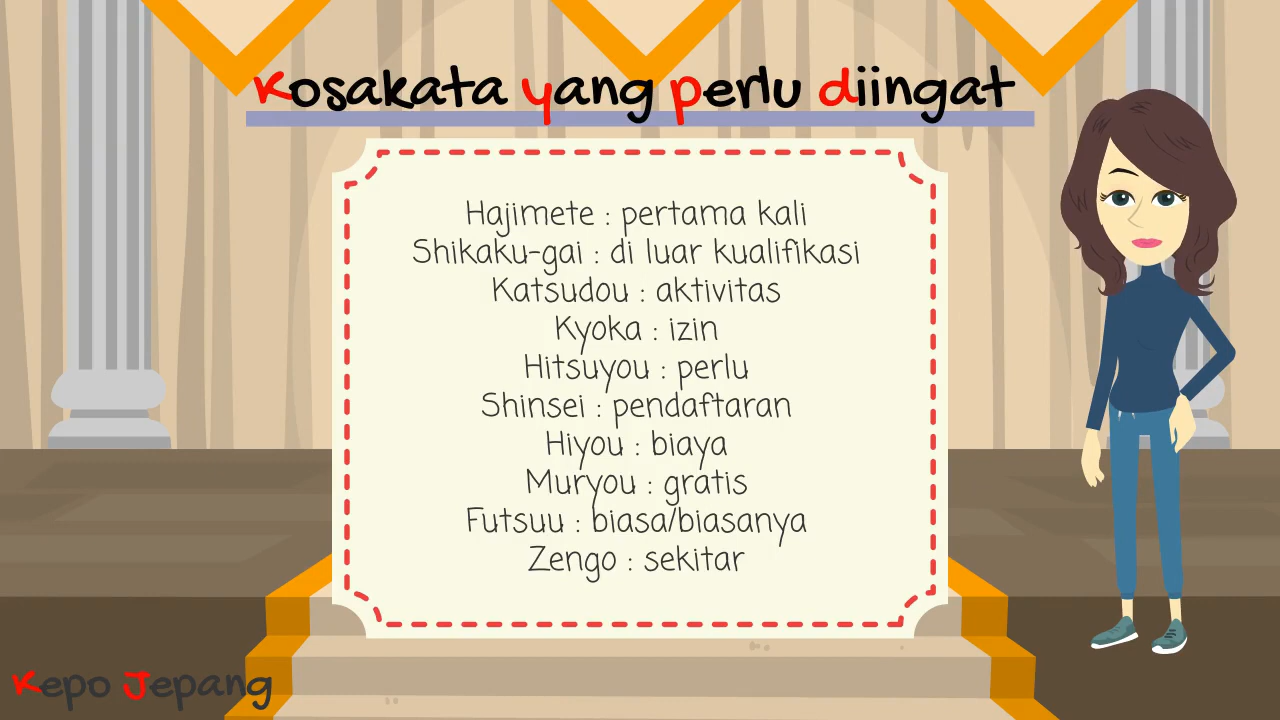 Kosakata yang perlu diingat
Hajimete : pertama kali
Shikaku-gai : di luar kualifikasi
Katsudou : aktivitas
Kyoka : izin
Hitsuyou : perlu
Shinsei : pendaftaran
Hiyou : biaya
Muryou : gratis
Futsuu : biasa/biasanya
Zengo : sekitar
Kepo Jepang